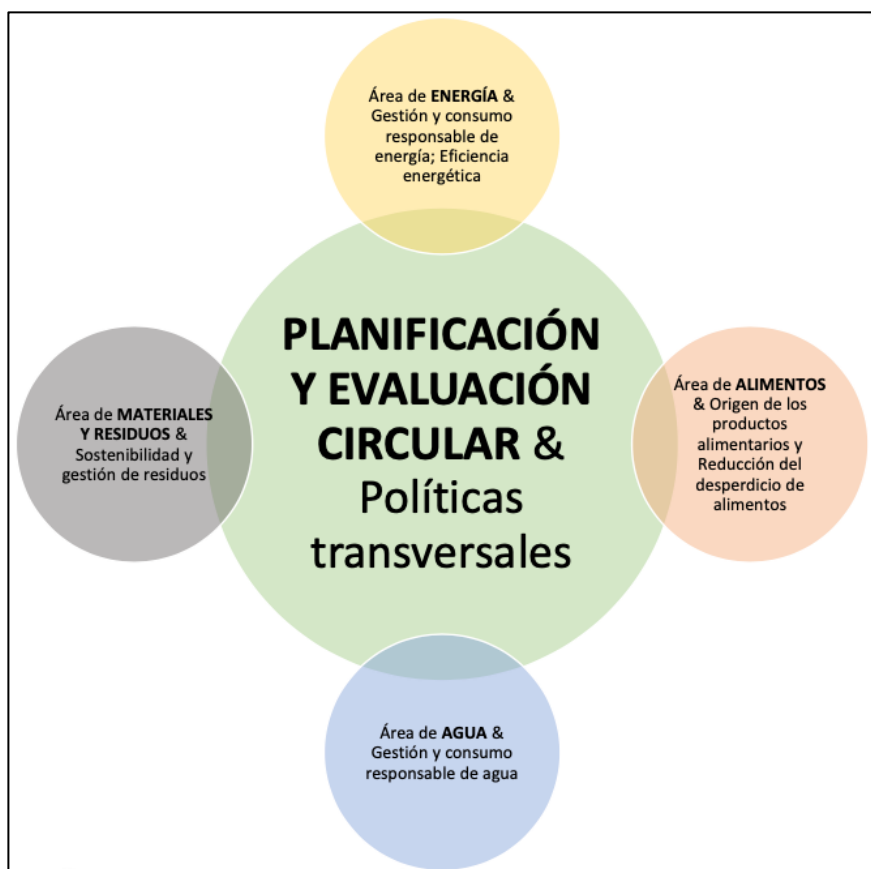 Área de ENERGÍA &
Gestión y consumo
responsable de
energía; Eficiencia
energética
PLANIFICACIÓN
Y EVALUACIÓN
CIRCULAR &
Políticas
transversales
Área de MATERIALES
Y RESIDUOS &
Sostenibilidad y
gestión de residuos
Área de ALIMENTOS
& Origen de los
productos
alimentarios y
Reducción del
desperdicio de
alimentos
Área de AGUA &
Gestión y consumo
responsable de agua